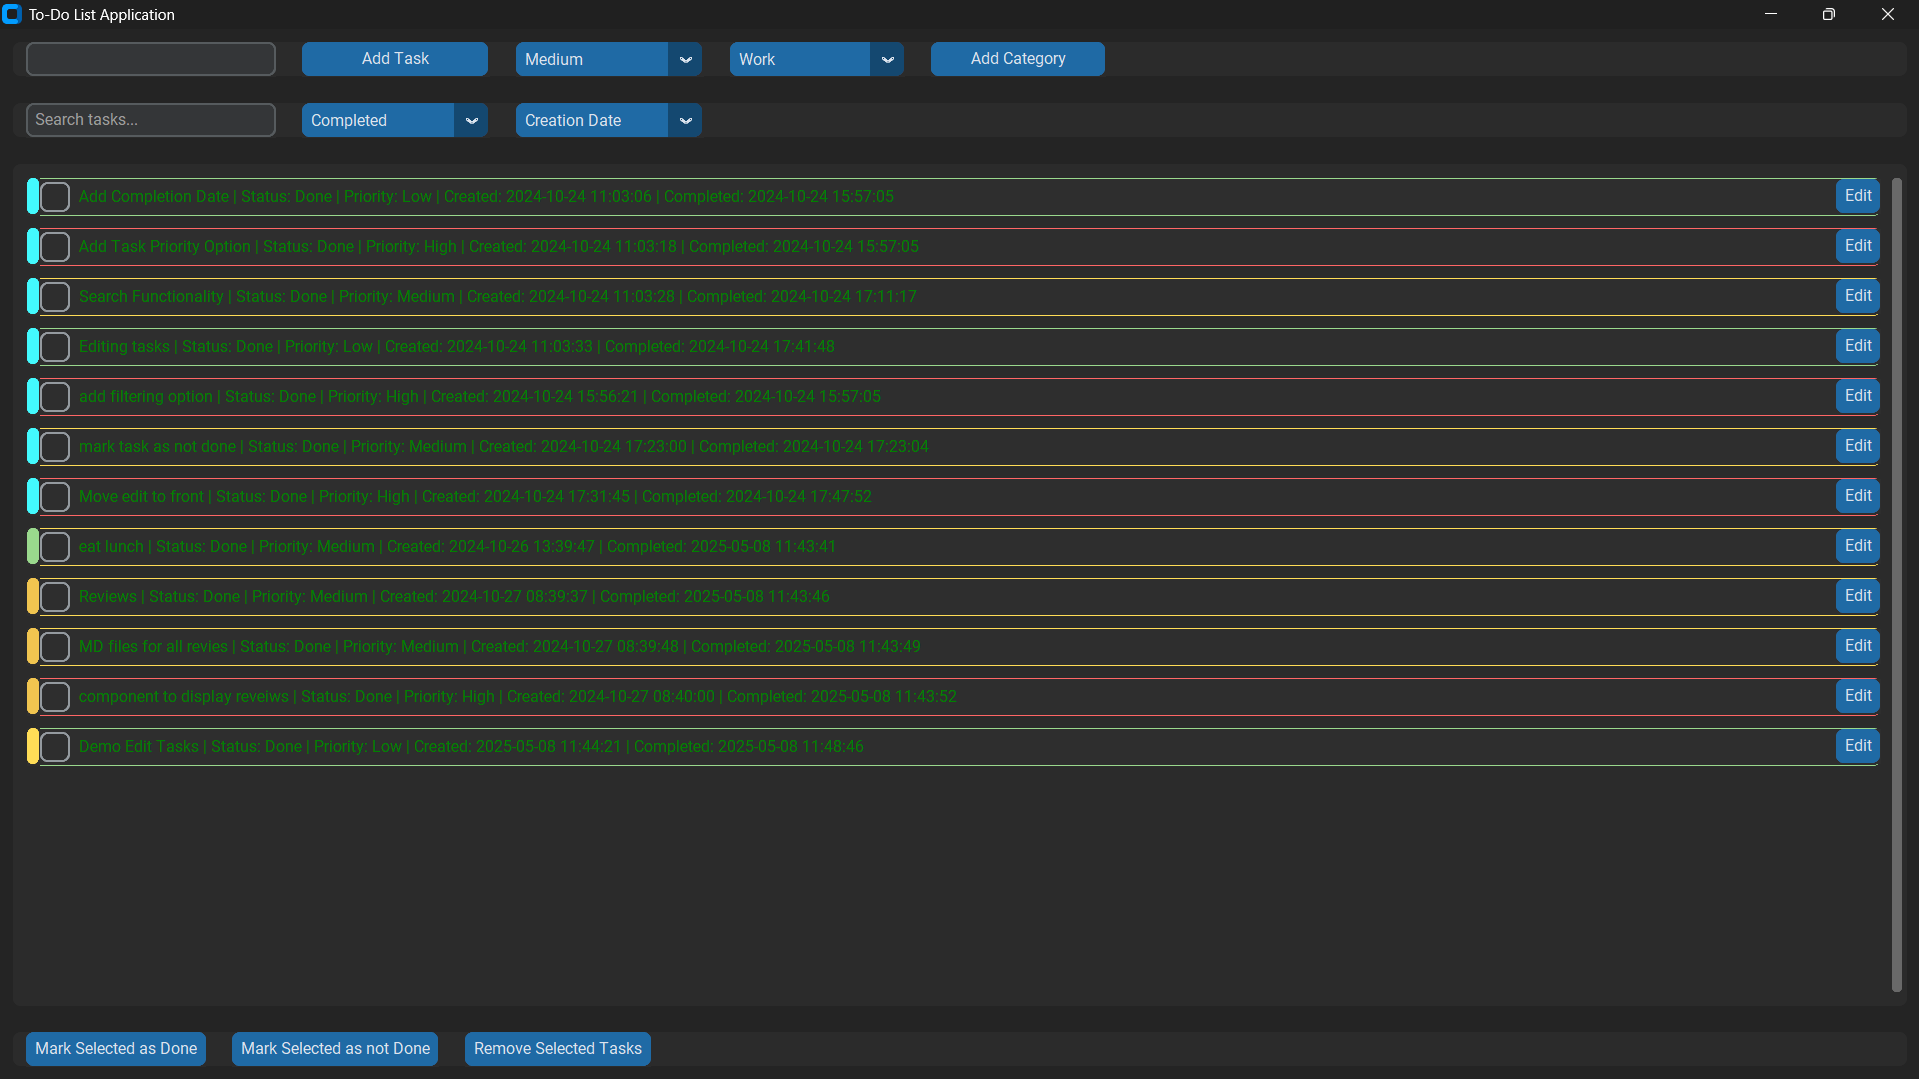 To-Do List Application
Add Task Medium Work Add Category
Search tasks... Completed Creation Date
Add Completion Date | Status: Done | Priority: Low | Created: 2024-10-24 11:03:06 | Completed: 2024-10-24 15:57:05 Edit
Add Task Priority Option | Status: Done | Priority: High | Created: 2024-10-24 11:03:18 | Completed: 2024-10-24 15:57:05 Edit
Search Functionality | Status: Done | Priority: Medium | Created: 2024-10-24 11:03:28 | Completed: 2024-10-24 17:11:17 Edit
Editing tasks | Status: Done | Priority: Low | Created: 2024-10-24 11:03:33 | Completed: 2024-10-24 17:41:48 Edit
add filtering option | Status: Done | Priority: High | Created: 2024-10-24 15:56:21 | Completed: 2024-10-24 15:57:05 Edit
mark task as not done | Status: Done | Priority: Medium | Created: 2024-10-24 17:23:00 | Completed: 2024-10-24 17:23:04 Edit
Move edit to front | Status: Done | Priority: High | Created: 2024-10-24 17:31:45 | Completed: 2024-10-24 17:47:52 Edit
eat lunch | Status: Done | Priority: Medium | Created: 2024-10-26 13:39:47 | Completed: 2025-05-08 11:43:41 Edit
Reviews | Status: Done | Priority: Medium | Created: 2024-10-27 08:39:37 | Completed: 2025-05-08 11:43:46 Edit
MD files for all revies | Status: Done | Priority: Medium | Created: 2024-10-27 08:39:48 | Completed: 2025-05-08 11:43:49 Edit
component to display reveiws | Status: Done | Priority: High | Created: 2024-10-27 08:40:00 | Completed: 2025-05-08 11:43:52 Edit
Demo Edit Tasks | Status: Done | Priority: Low | Created: 2025-05-08 11:44:21 | Completed: 2025-05-08 11:48:46 Edit
Mark Selected as Done Mark Selected as not Done Remove Selected Tasks